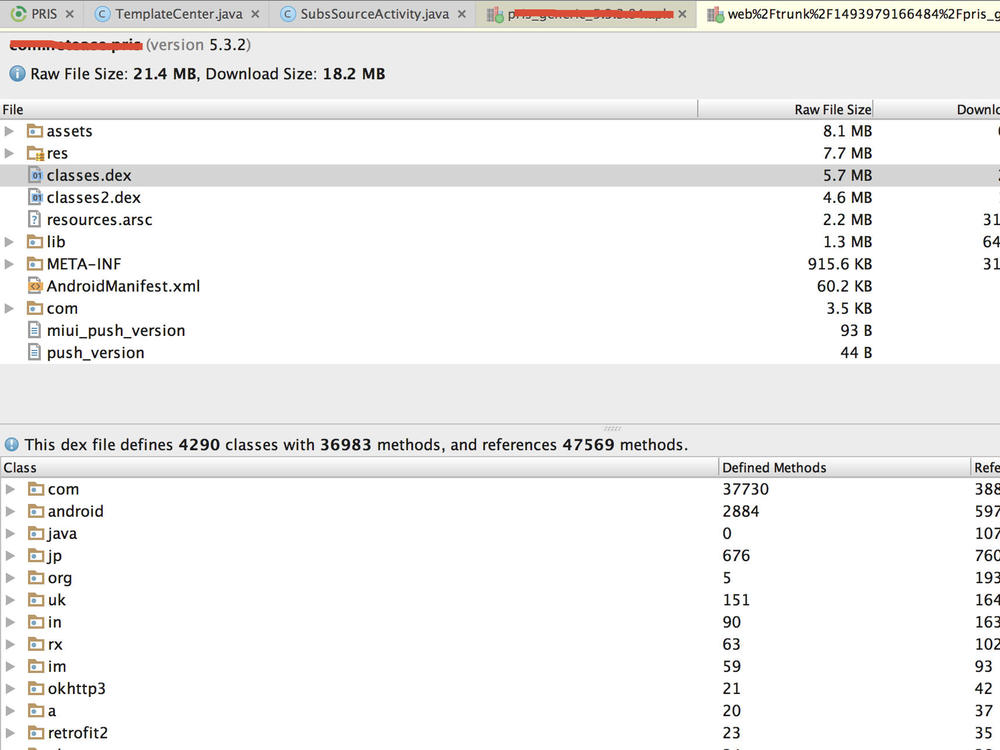 PRIS TemplateCenter.java SubsSourceActivity.java web%2Ftrunk%2F1493979166484%2Fpris_g
(version 5.3.2)
Raw File Size: 21.4 MB, Download Size: 18.2 MB
File Raw File Size Downlo
assets 8.1 MB
res 7.7 MB
classes.dex 5.7 MB
classes2.dex 4.6 MB
resources.arsc 2.2 MB 31
lib 1.3 MB 64
META-INF 915.6 KB 31
AndroidManifest.xml 60.2 KB
com 3.5 KB
miui_push_version 93 B
push_version 44 B
This dex file defines 4290 classes with 36983 methods, and references 47569 methods.
Class Defined Methods Refe
com 37730 388
android 2884 597
java 0 107
jp 676 760
org 5 193
uk 151 164
in 90 163
rx 63 102
im 59 93
okhttp3 21 42
a 20 37
retrofit2 23 35